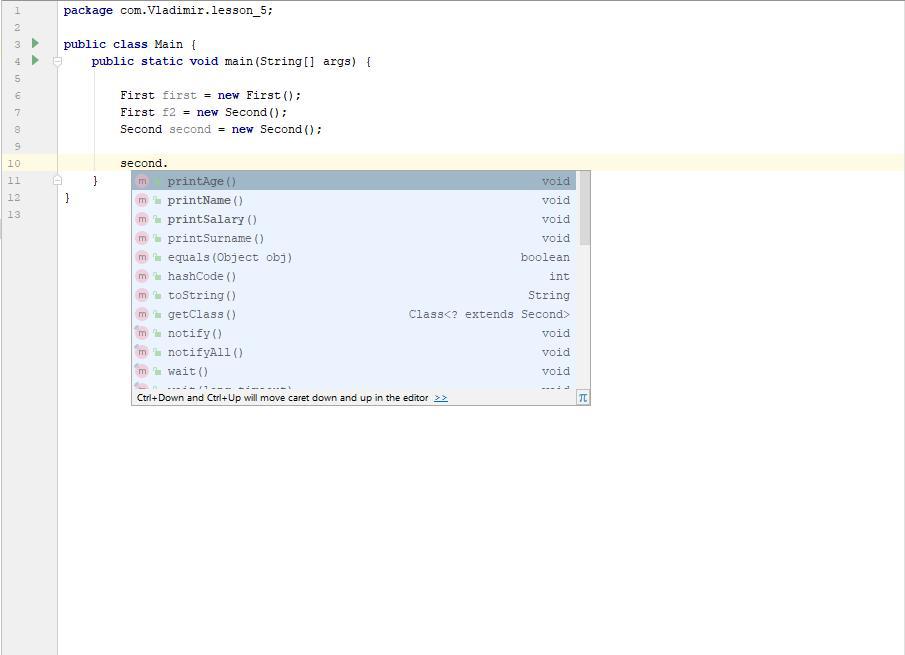 1 package com.Vladimir.lesson_5;
2
3 public class Main {
4 public static void main(String[] args) {
5
6 First first = new First();
7 First f2 = new Second();
8 Second second = new Second();
9
10 second.
m printAge() void
11 }
m printName() void
12 }
m printSalary() void
13
m printSurname() void
m equals(Object obj) boolean
m hashCode() int
m toString() String
m getClass() Class<? extends Second>
m notify() void
m notifyAll() void
m wait() void
m wait(long timeout) void
Ctrl+Down and Ctrl+Up will move caret down and up in the editor >> π